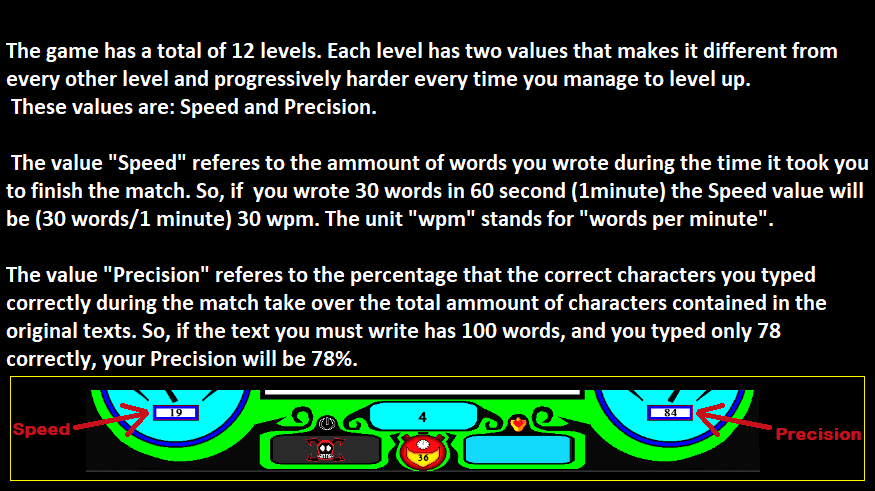 The game has a total of 12 levels. Each level has two values that makes it different from
every other level and progressively harder every time you manage to level up.
These values are: Speed and Precision.
The value "Speed" referes to the ammount of words you wrote during the time it took you
to finish the match. So, if you wrote 30 words in 60 second (1minute) the Speed value will
be (30 words/1 minute) 30 wpm. The unit "wpm" stands for "words per minute".
The value "Precision" referes to the percentage that the correct characters you typed
correctly during the match take over the total ammount of characters contained in the
original texts. So, if the text you must write has 100 words, and you typed only 78
correctly, your Precision will be 78%.
19
4
84
Speed
Precision
36